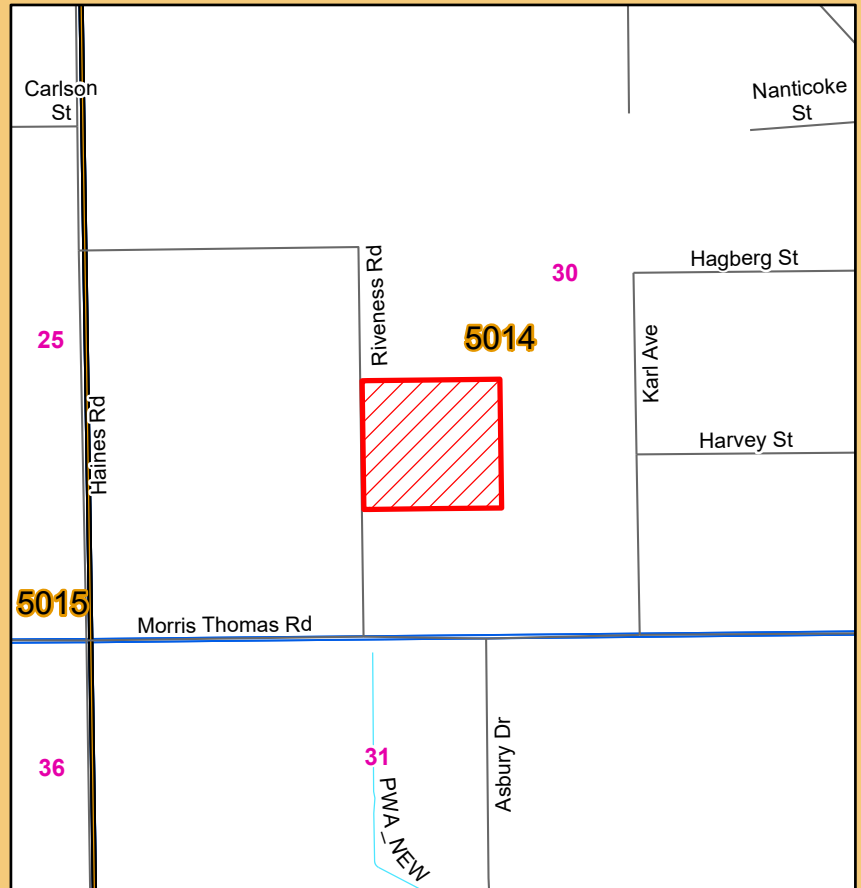 Carlson
St
Nanticoke
St
Riveness Rd
30
Hagberg St
25
5014
Karl Ave
Haines Rd
Harvey St
5015
Morris Thomas Rd
36
31
PWA_NEW
Asbury Dr